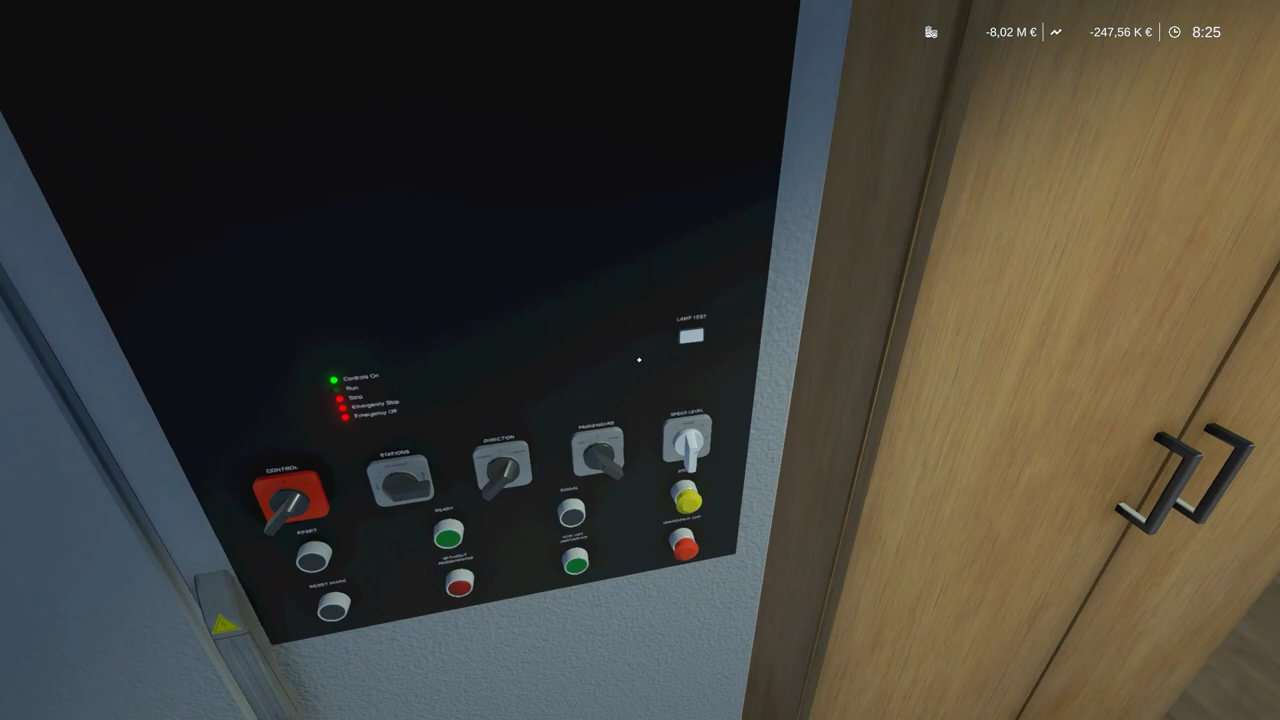 -8,02 M €
-247,56 K €
8:25
LAMP TEST
Controls On
Run
Stop
Emergency Stop
Emergency Off
SPEED LEVEL
DIRECTION
STATIONS
CONTROL
READY
RESET
WITHOUT
RESET HORN